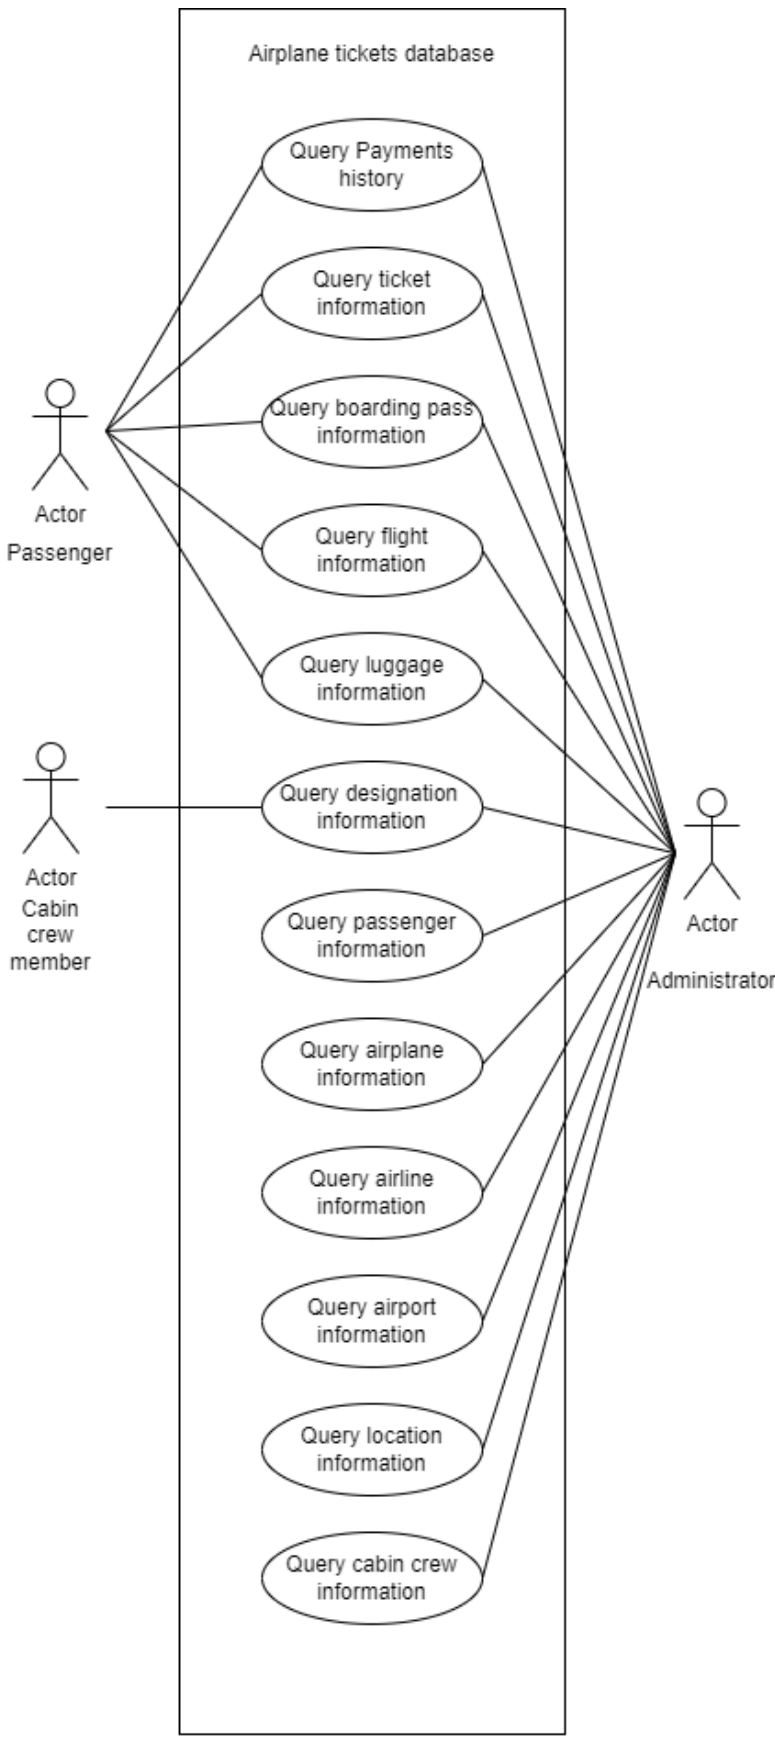 Airplane tickets database
Query Payments
history
Query ticket
information
Query boarding pass
information
Actor
Passenger
Query flight
information
Query luggage
information
Query designation
information
Actor
Cabin
crew
member
Query passenger
information
Actor
Administrator
Query airplane
information
Query airline
information
Query airport
information
Query location
information
Query cabin crew
information